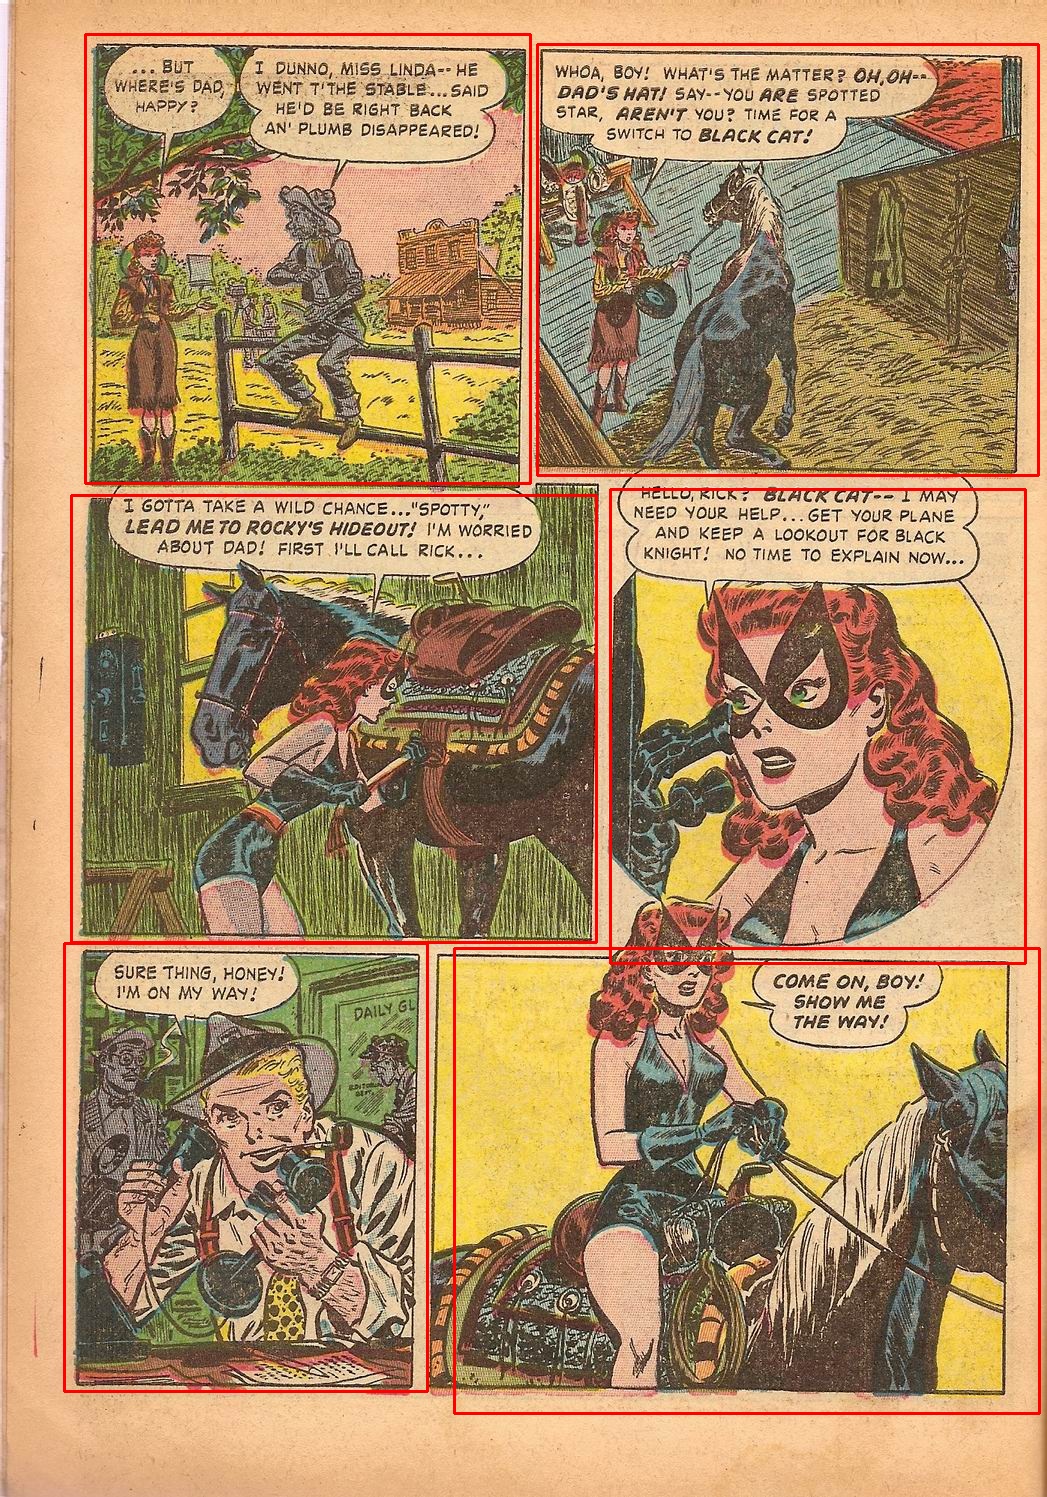 ... BUT
WHERE'S DAD,
HAPPY?
I DUNNO, MISS LINDA-- HE
WENT T'THE STABLE...SAID
HE'D BE RIGHT BACK
AN' PLUMB DISAPPEARED!
WHOA, BOY! WHAT'S THE MATTER? OH, OH--
DAD'S HAT! SAY--YOU ARE SPOTTED
STAR, AREN'T YOU? TIME FOR A
SWITCH TO BLACK CAT!
I GOTTA TAKE A WILD CHANCE..."SPOTTY,"
LEAD ME TO ROCKY'S HIDEOUT! I'M WORRIED
ABOUT DAD! FIRST I'LL CALL RICK...
HELLO, RICK? BLACK CAT-- I MAY
NEED YOUR HELP...GET YOUR PLANE
AND KEEP A LOOKOUT FOR BLACK
KNIGHT! NO TIME TO EXPLAIN NOW...
SURE THING, HONEY!
I'M ON MY WAY!
DAILY GL
EDITORIAL
DEPT.
COME ON, BOY!
SHOW ME
THE WAY!